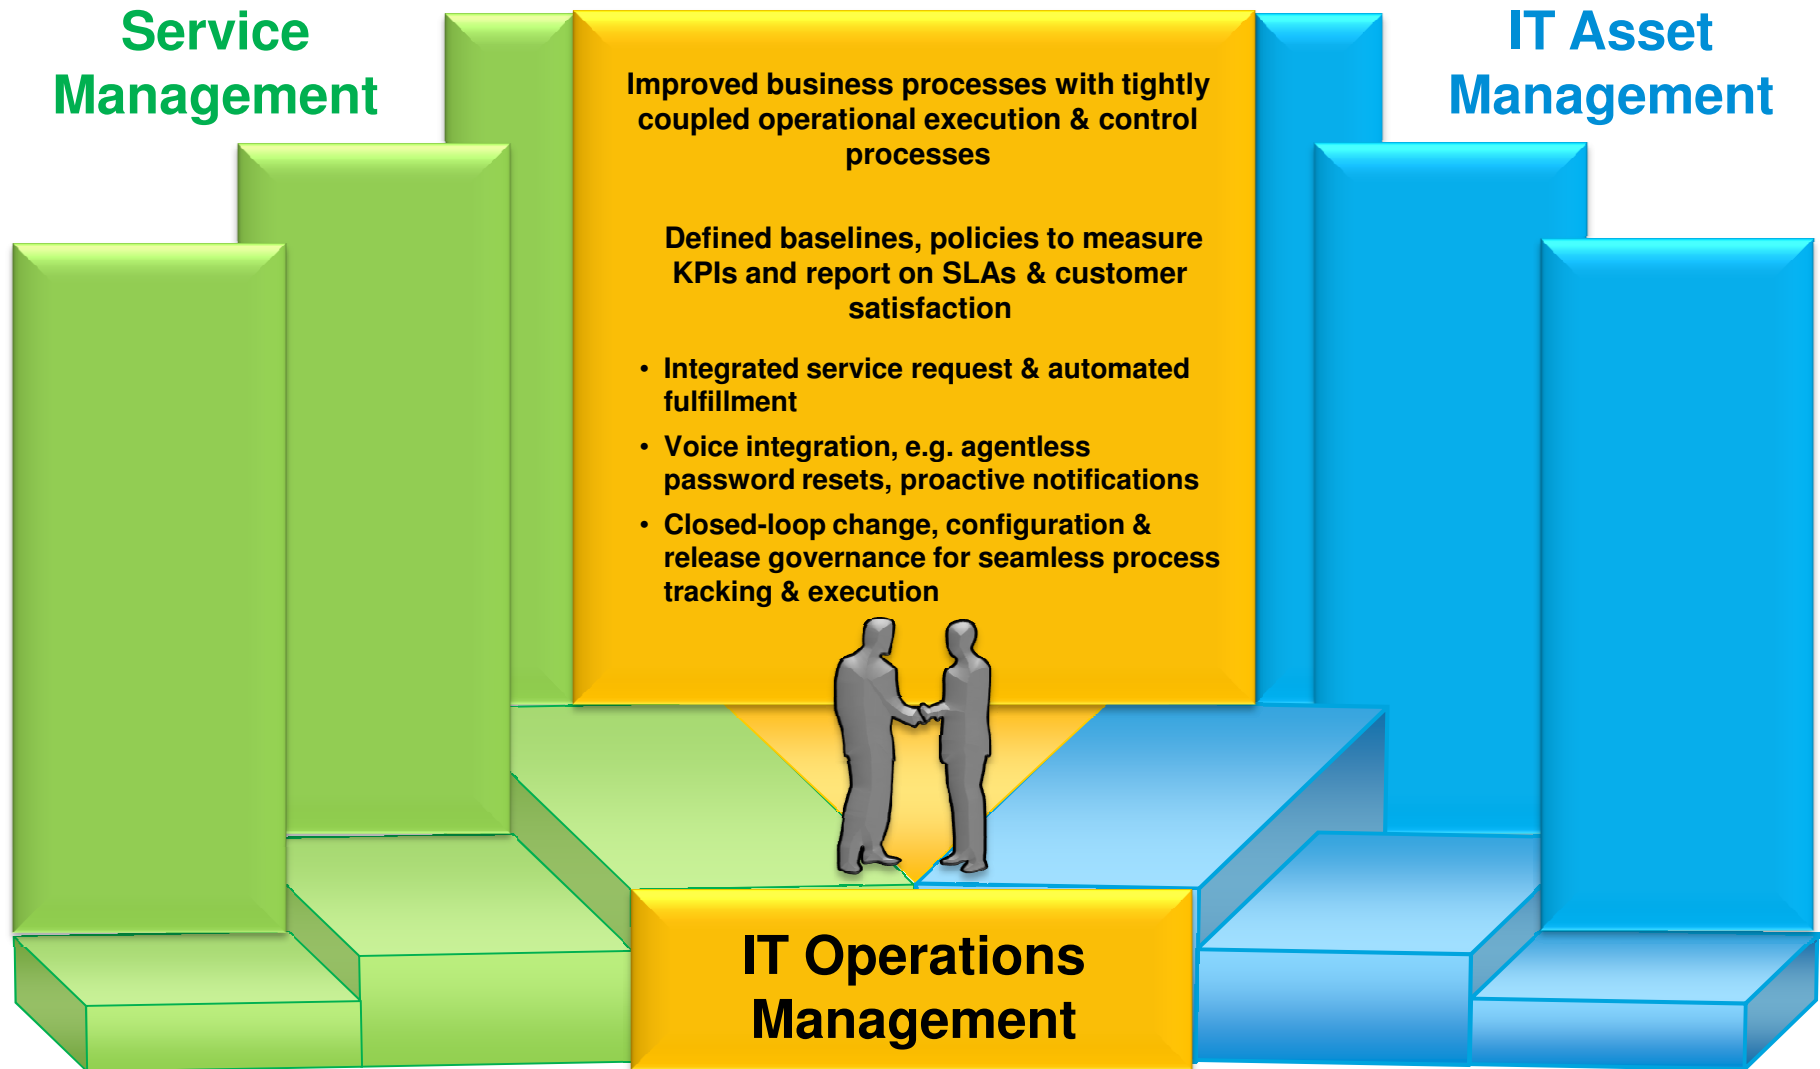 Service
Management
IT Asset
Management
Improved business processes with tightly
coupled operational execution & control
processes
Defined baselines, policies to measure
KPIs and report on SLAs & customer
satisfaction
• Integrated service request & automated
fulfillment
• Voice integration, e.g. agentless
password resets, proactive notifications
• Closed-loop change, configuration &
release governance for seamless process
tracking & execution
IT Operations
Management